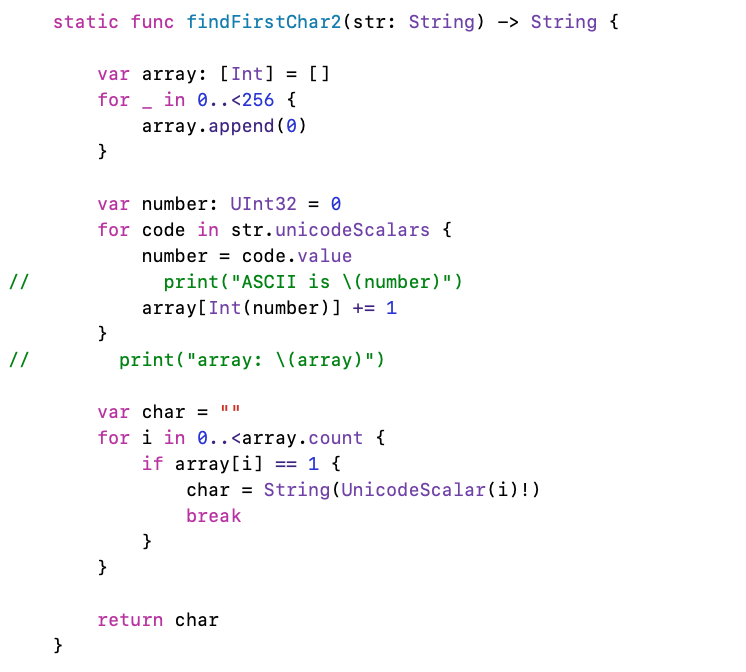 static func findFirstChar2(str: String) -> String {
var array: [Int] = []
for _ in 0..<256 {
array.append(0)
}
var number: UInt32 = 0
for code in str.unicodeScalars {
number = code.value
//            print("ASCII is \(number)")
array[Int(number)] += 1
}
//        print("array: \(array)")
var char = ""
for i in 0..<array.count {
if array[i] == 1 {
char = String(UnicodeScalar(i)!)
break
}
}
return char
}